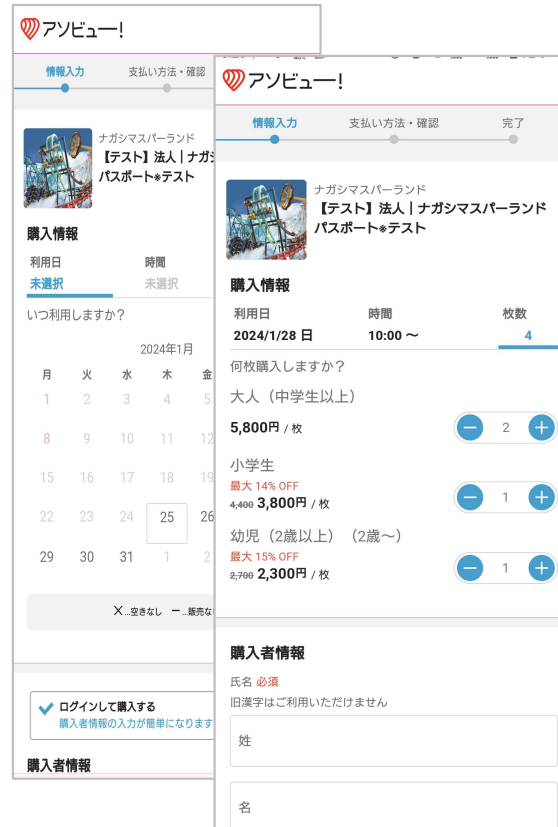 アソビュー!
情報入力
支払い方法・確認
ナガシマスパーランド
【テスト】法人 | ナガシ
パスポート※テスト
購入情報
利用日 時間
未選択 未選択
いつ利用しますか?
2024年1月
月 火 水 木 金
1 2 3 4 5
8 9 10 11 12
15 16 17 18 19
22 23 24 25 26
29 30 31 1 2
×…空きなし ー…販売な
ログインして購入する
購入者情報の入力が簡単になります
購入者情報
アソビュー!
情報入力 支払い方法・確認 完了
ナガシマスパーランド
【テスト】法人 | ナガシマスパーランド
パスポート※テスト
購入情報
利用日 時間 枚数
2024/1/28 日 10:00 ~ 4
何枚購入しますか?
大人(中学生以上)
5,800円 / 枚 2
小学生
最大 14% OFF
4,400 3,800円 / 枚 1
幼児(2歳以上)(2歳~)
最大 15% OFF
2,700 2,300円 / 枚 1
購入者情報
氏名 必須
旧漢字はご利用いただけません
姓
名